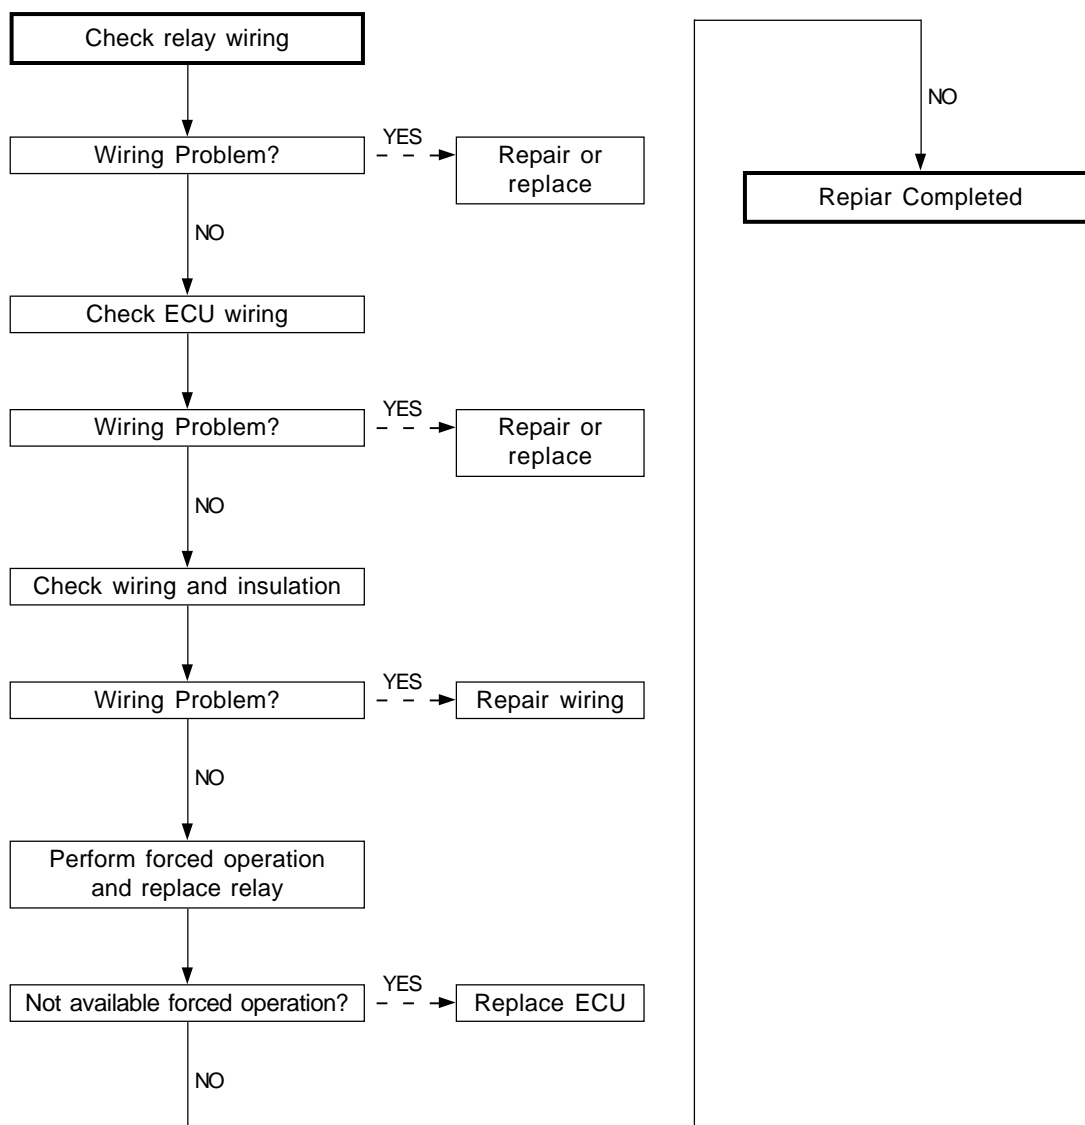 Check relay wiring
Wiring Problem?
YES
Repair or
replace
NO
Check ECU wiring
Wiring Problem?
YES
Repair or
replace
NO
Check wiring and insulation
Wiring Problem?
YES
Repair wiring
NO
Perform forced operation
and replace relay
Not available forced operation?
YES
Replace ECU
NO
NO
Repiar Completed